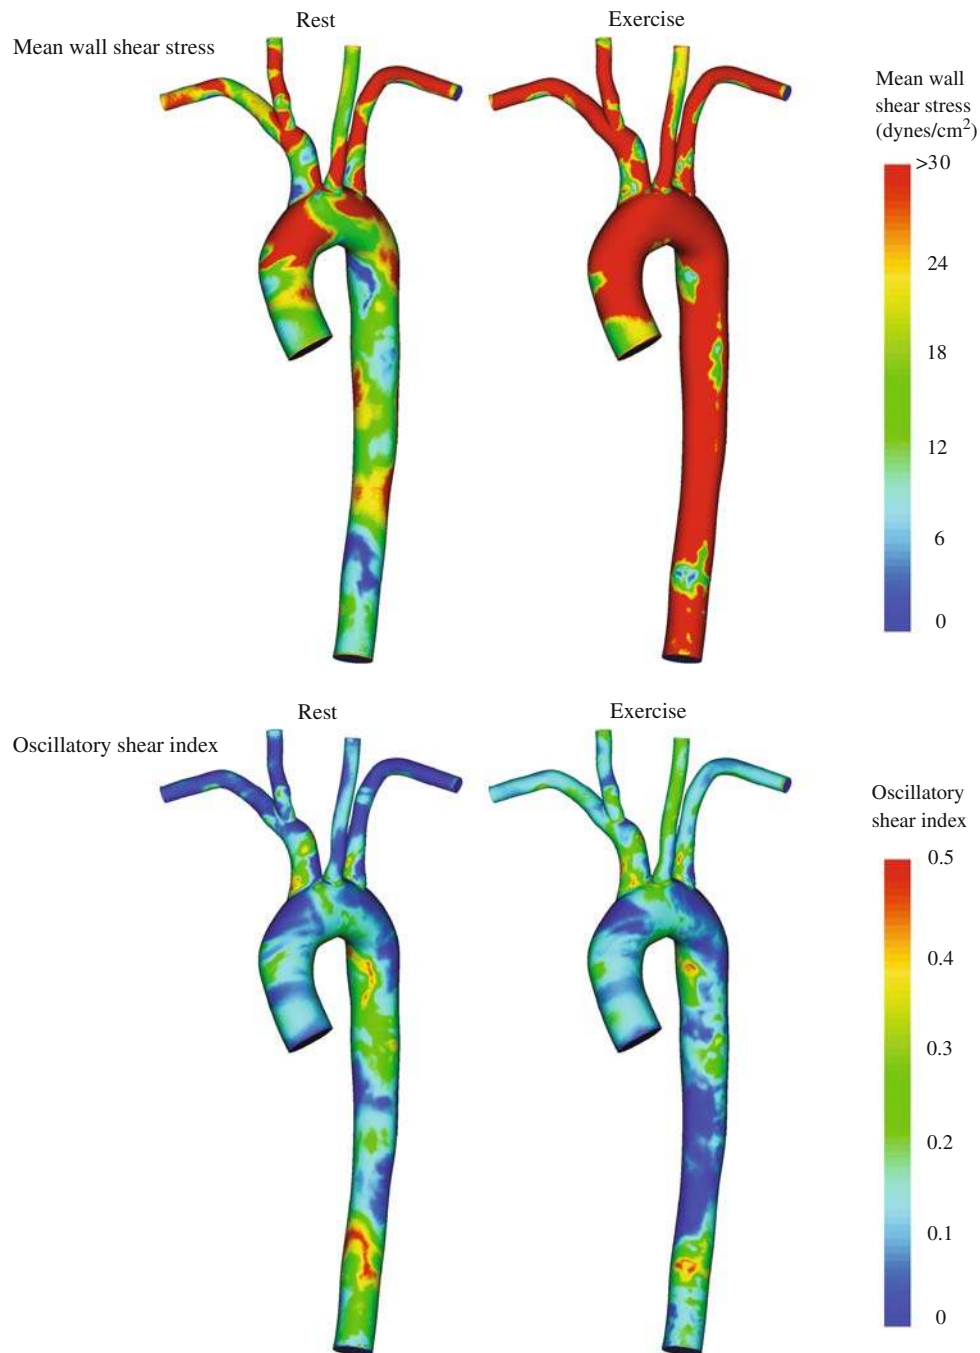 Rest
Exercise
Mean wall shear stress
Mean wall
shear stress
(dynes/cm²)
>30
24
18
12
6
0
Rest
Exercise
Oscillatory shear index
Oscillatory
shear index
0.5
0.4
0.3
0.2
0.1
0